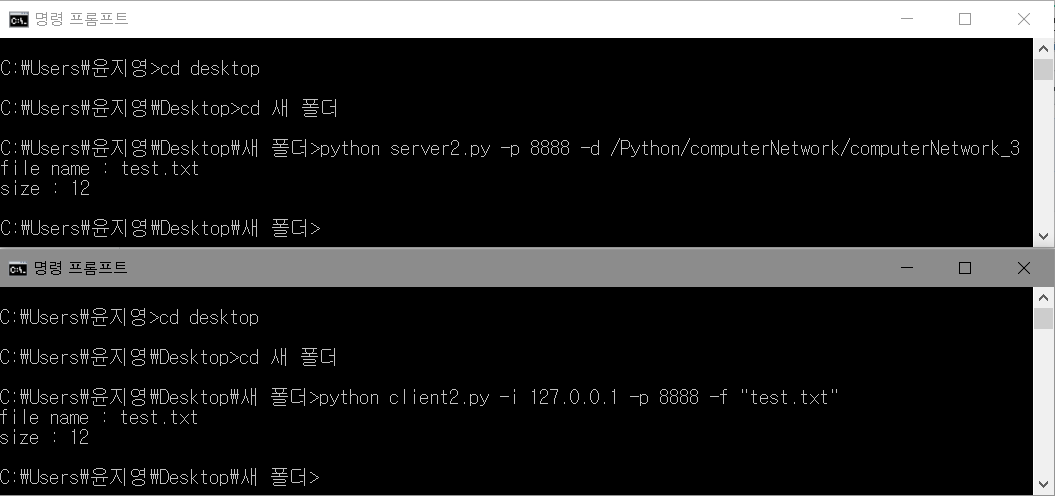 명령 프롬프트
C:₩Users₩윤지영>cd desktop
C:₩Users₩윤지영₩Desktop>cd 새 폴더
C:₩Users₩윤지영₩Desktop₩새 폴더>python server2.py -p 8888 -d /Python/computerNetwork/computerNetwork_3
file name : test.txt
size : 12
C:₩Users₩윤지영₩Desktop₩새 폴더>
명령 프롬프트
C:₩Users₩윤지영>cd desktop
C:₩Users₩윤지영₩Desktop>cd 새 폴더
C:₩Users₩윤지영₩Desktop₩새 폴더>python client2.py -i 127.0.0.1 -p 8888 -f "test.txt"
file name : test.txt
size : 12
C:₩Users₩윤지영₩Desktop₩새 폴더>